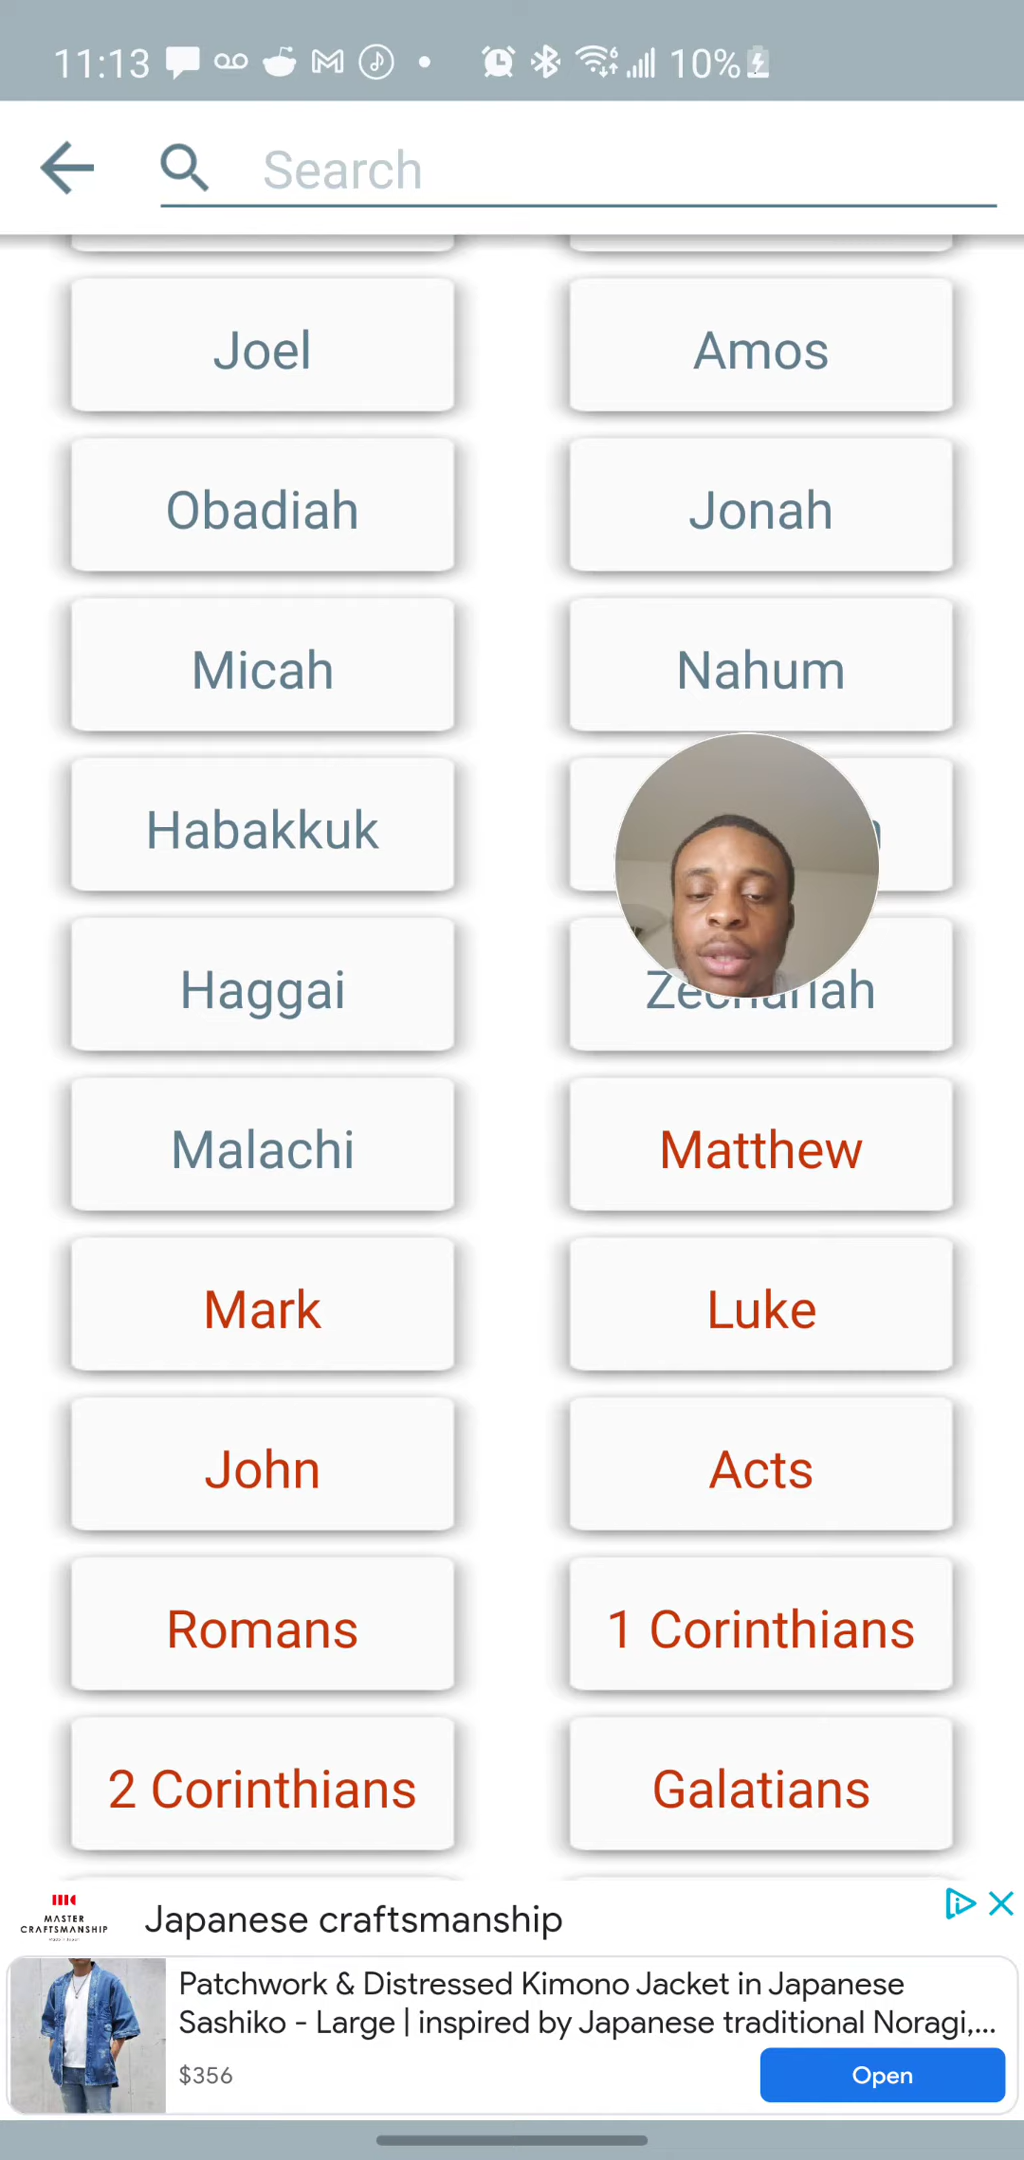 11:13 10%
Search
Joel Amos
Obadiah Jonah
Micah Nahum
Habakkuk
Haggai Zechariah
Malachi Matthew
Mark Luke
John Acts
Romans 1 Corinthians
2 Corinthians Galatians
MASTER
CRAFTSMANSHIP
Japanese craftsmanship
Patchwork & Distressed Kimono Jacket in Japanese
Sashiko - Large | inspired by Japanese traditional Noragi,...
$356
Open